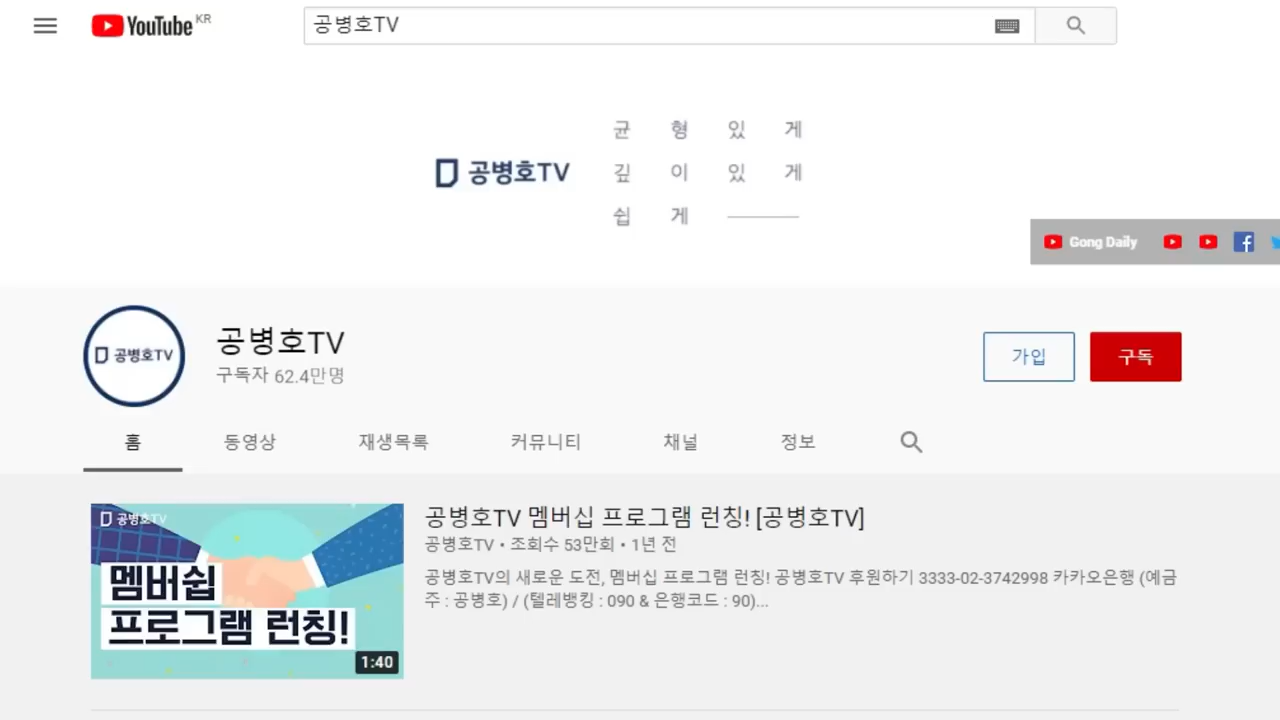 YouTube KR
공병호TV
균 형 있 게
공병호TV
깊 이 있 게
쉽 게
Gong Daily
공병호TV
공병호TV
구독자 62.4만명
가입
구독
홈
동영상
재생목록
커뮤니티
채널
정보
공병호TV
멤버쉽
프로그램 런칭!
1:40
공병호TV 멤버십 프로그램 런칭! [공병호TV]
공병호TV • 조회수 53만회 • 1년 전
공병호TV의 새로운 도전, 멤버십 프로그램 런칭! 공병호TV 후원하기 3333-02-3742998 카카오은행 (예금
주 : 공병호) / (텔레뱅킹 : 090 & 은행코드 : 90)...